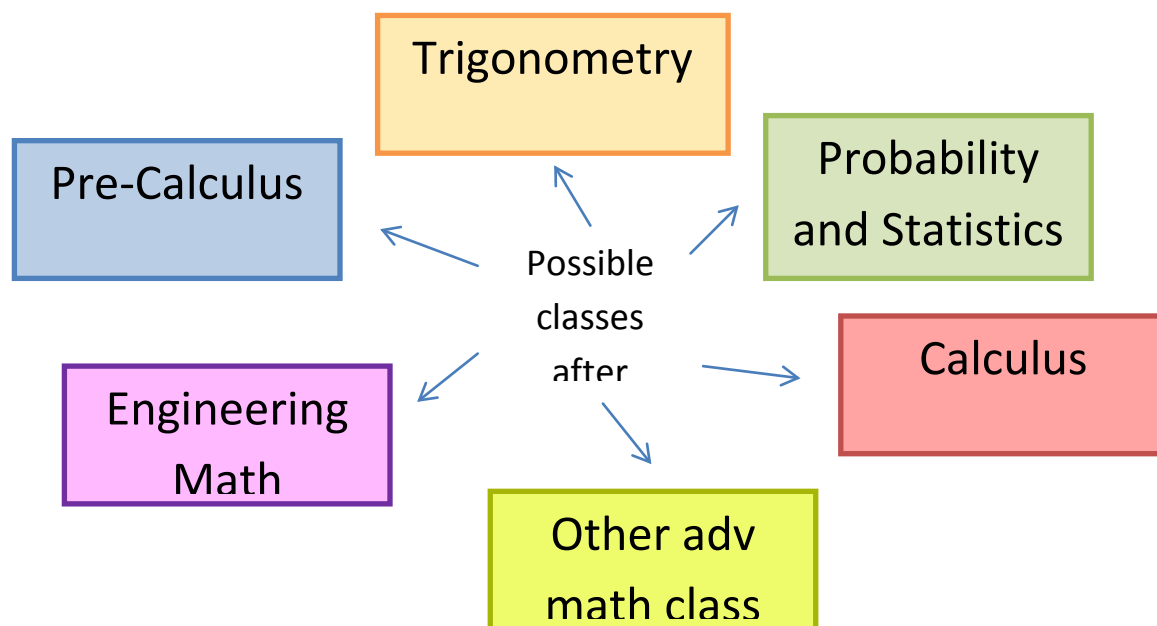 Trigonometry
Pre-Calculus
Probability
and Statistics
Possible
classes
after
Calculus
Engineering
Math
Other adv
math class